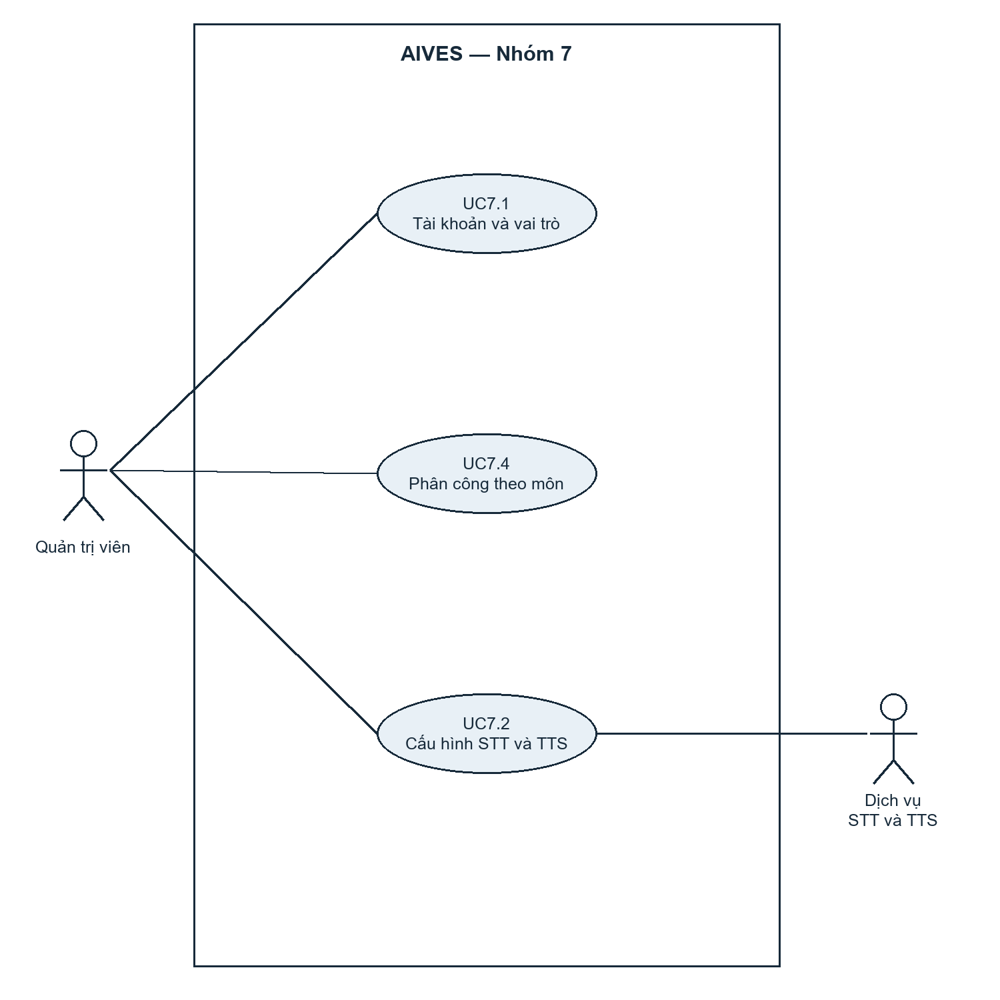 AIVES — Nhóm 7
UC7.1
Tài khoản và vai trò
UC7.4
Phân công theo môn
Quản trị viên
UC7.2
Cấu hình STT và TTS
Dịch vụ
STT và TTS